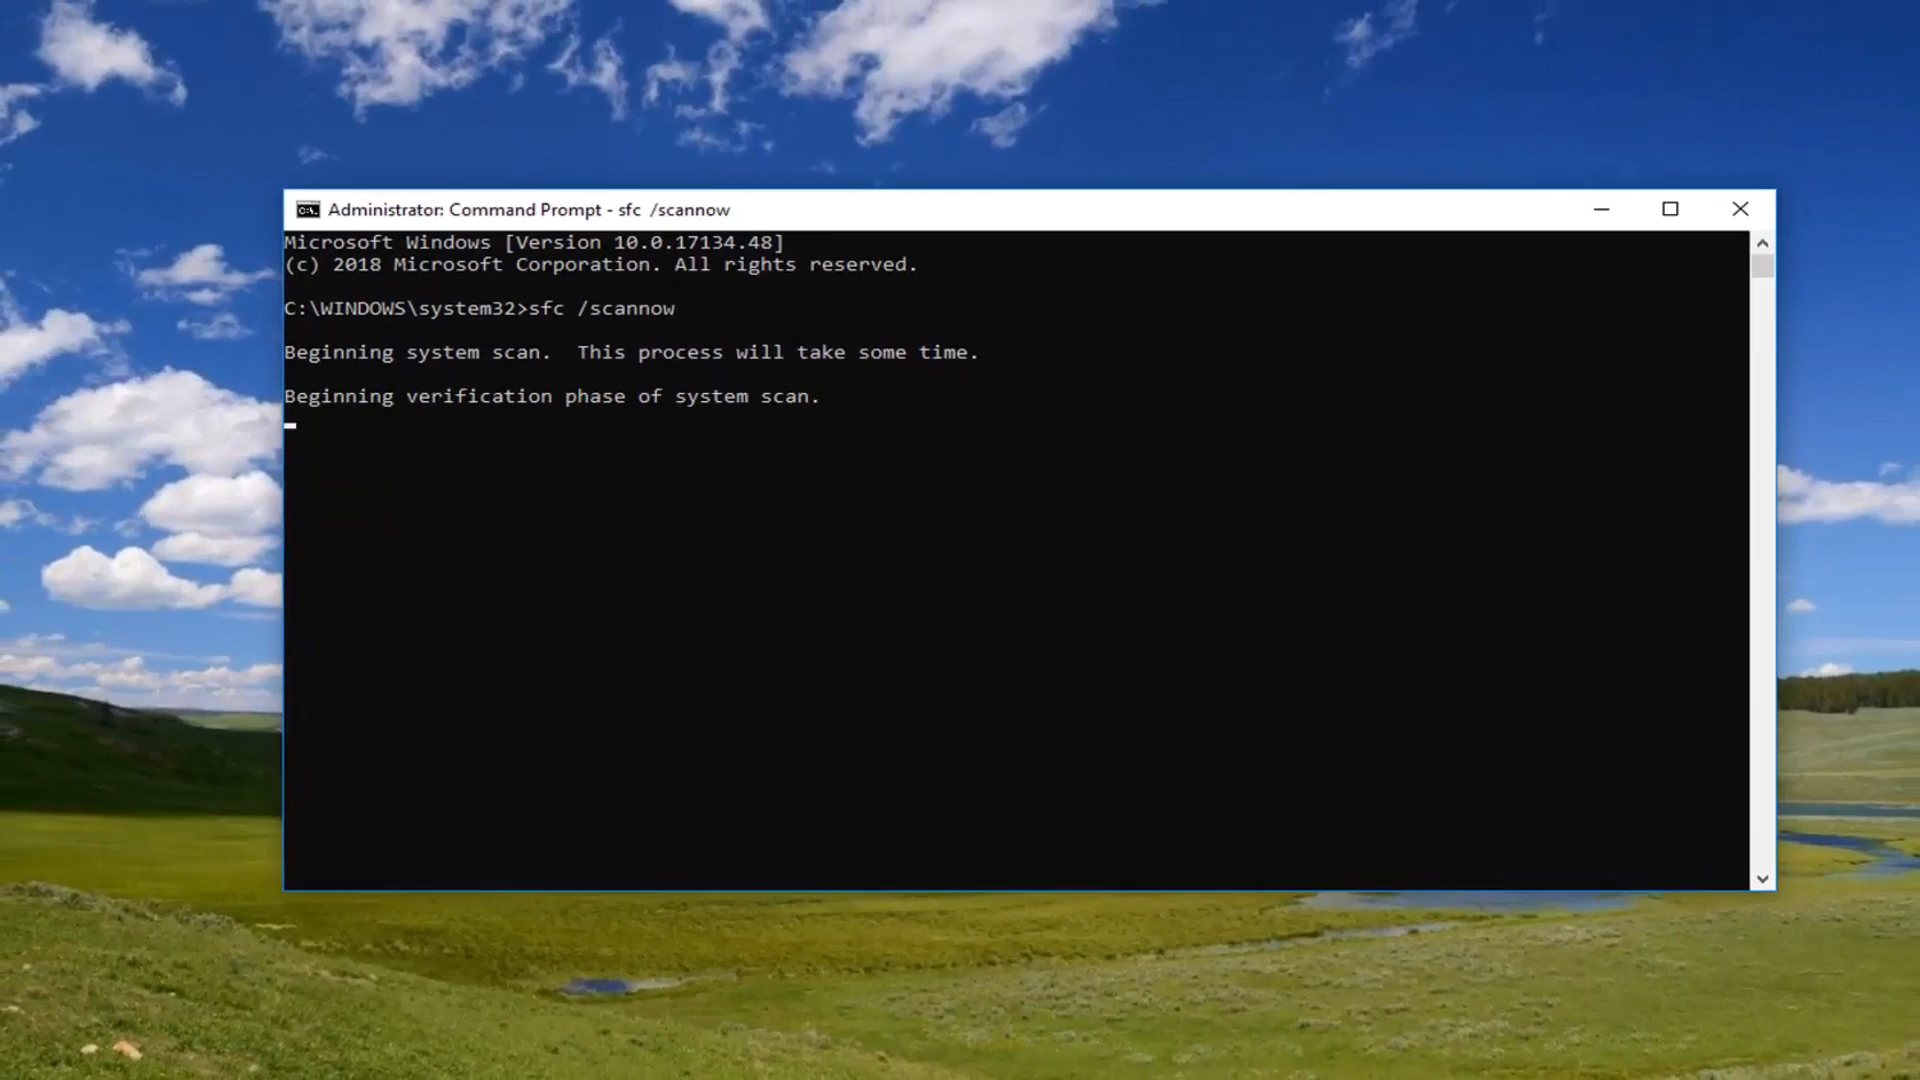 Administrator: Command Prompt - sfc  /scannow
Microsoft Windows [Version 10.0.17134.48]
(c) 2018 Microsoft Corporation. All rights reserved.
C:\WINDOWS\system32>sfc /scannow
Beginning system scan.  This process will take some time.
Beginning verification phase of system scan.